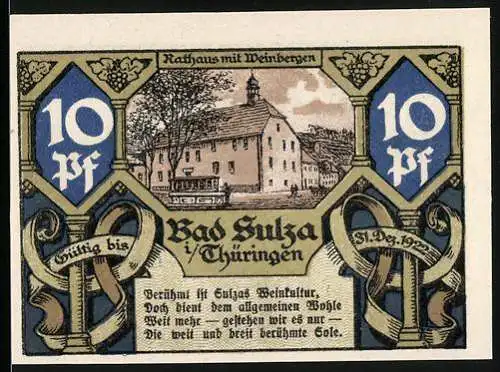 Rathaus mit Weinbergen
10
Pf
10
Pf
Gültig bis
31. Dez. 1922
Bad Sulza
i/Thüringen
Berühmt ist Sulzas Weinkultur,
Doch dient dem allgemeinen Wohle
Weit mehr — gestehen wir es nur —
Die weit und breit berühmte Sole.